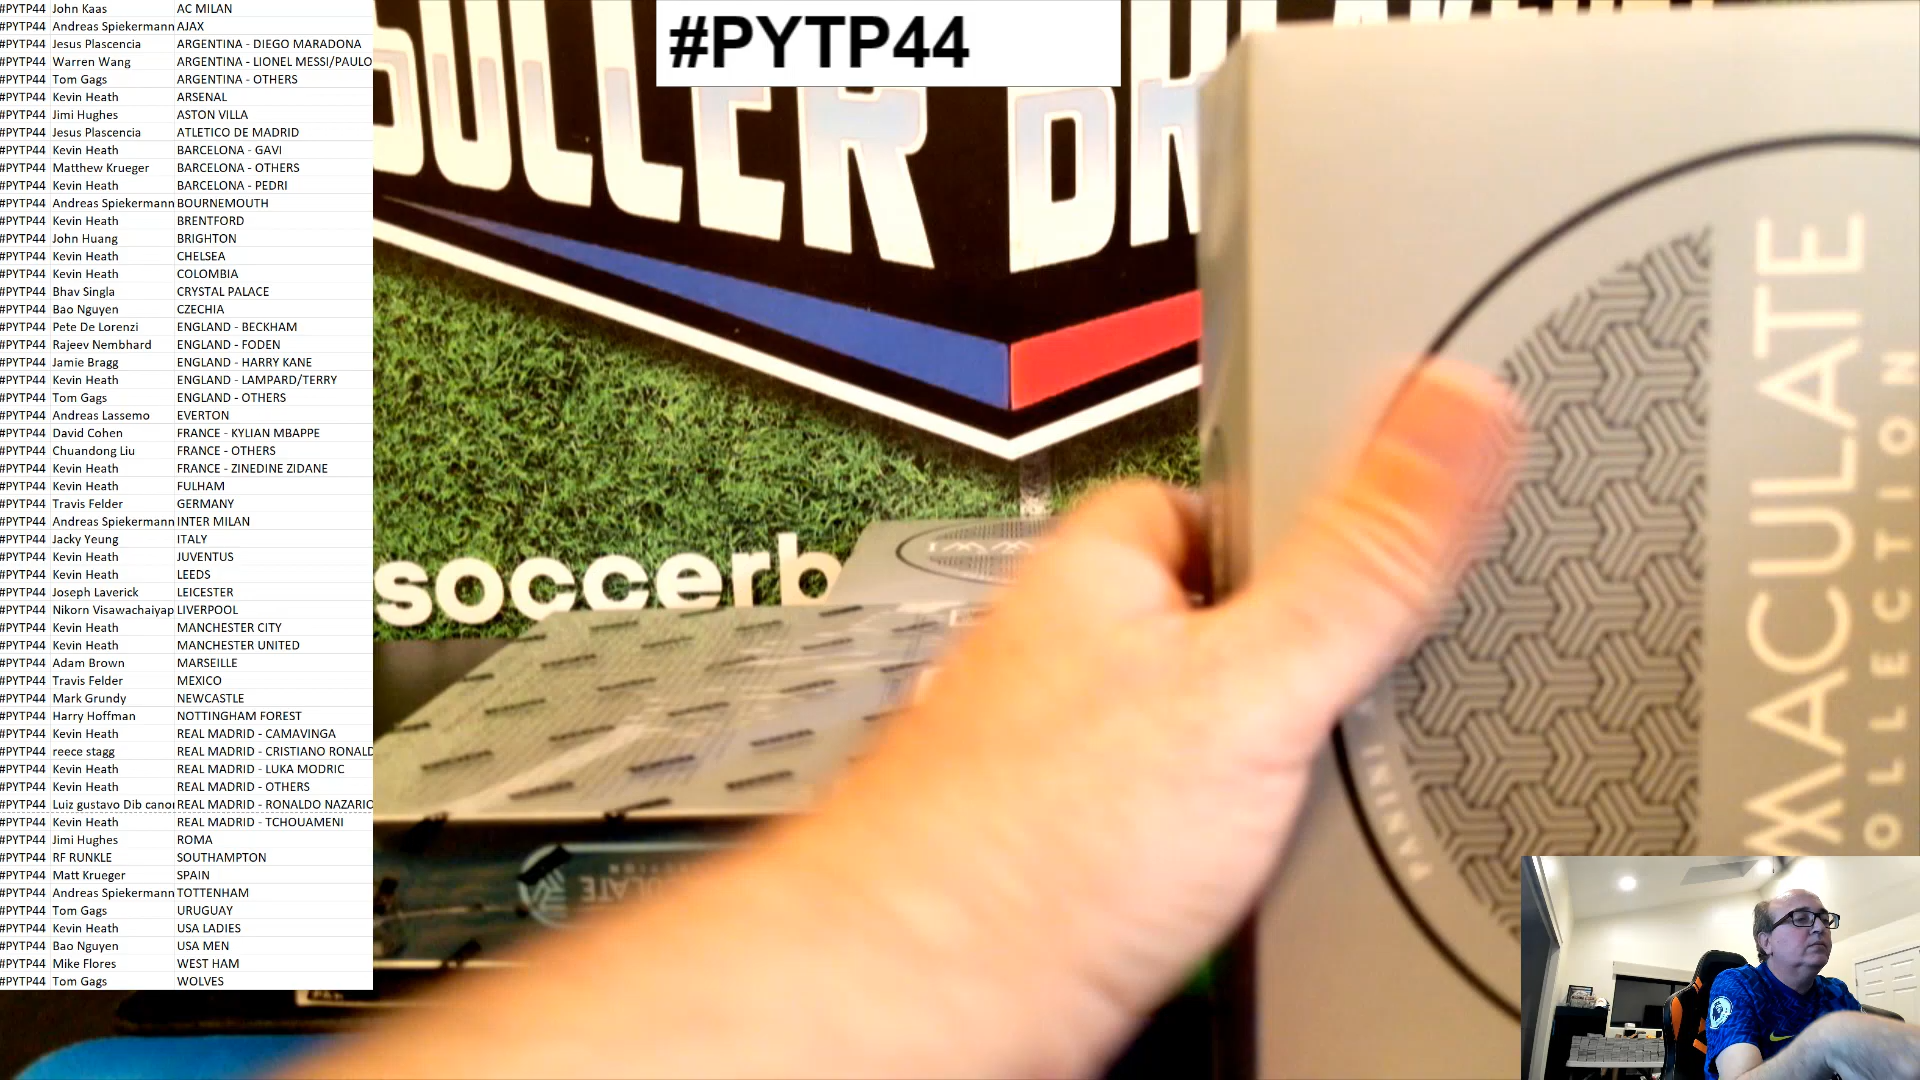 #PYTP44 John Kaas AC MILAN
#PYTP44 Andreas Spiekermann AJAX
#PYTP44 Jesus Plascencia ARGENTINA - DIEGO MARADONA
#PYTP44 Warren Wang ARGENTINA - LIONEL MESSI/PAULO
#PYTP44 Tom Gags ARGENTINA - OTHERS
#PYTP44 Kevin Heath ARSENAL
#PYTP44 Jimi Hughes ASTON VILLA
#PYTP44 Jesus Plascencia ATLETICO DE MADRID
#PYTP44 Kevin Heath BARCELONA - GAVI
#PYTP44 Matthew Krueger BARCELONA - OTHERS
#PYTP44 Kevin Heath BARCELONA - PEDRI
#PYTP44 Andreas Spiekermann BOURNEMOUTH
#PYTP44 Kevin Heath BRENTFORD
#PYTP44 John Huang BRIGHTON
#PYTP44 Kevin Heath CHELSEA
#PYTP44 Kevin Heath COLOMBIA
#PYTP44 Bhav Singla CRYSTAL PALACE
#PYTP44 Bao Nguyen CZECHIA
#PYTP44 Pete De Lorenzi ENGLAND - BECKHAM
#PYTP44 Rajeev Nembhard ENGLAND - FODEN
#PYTP44 Jamie Bragg ENGLAND - HARRY KANE
#PYTP44 Kevin Heath ENGLAND - LAMPARD/TERRY
#PYTP44 Tom Gags ENGLAND - OTHERS
#PYTP44 Andreas Lassemo EVERTON
#PYTP44 David Cohen FRANCE - KYLIAN MBAPPE
#PYTP44 Chuandong Liu FRANCE - OTHERS
#PYTP44 Kevin Heath FRANCE - ZINEDINE ZIDANE
#PYTP44 Kevin Heath FULHAM
#PYTP44 Travis Felder GERMANY
#PYTP44 Andreas Spiekermann INTER MILAN
#PYTP44 Jacky Yeung ITALY
#PYTP44 Kevin Heath JUVENTUS
#PYTP44 Kevin Heath LEEDS
#PYTP44 Joseph Laverick LEICESTER
#PYTP44 Nikorn Visawachaiyap LIVERPOOL
#PYTP44 Kevin Heath MANCHESTER CITY
#PYTP44 Kevin Heath MANCHESTER UNITED
#PYTP44 Adam Brown MARSEILLE
#PYTP44 Travis Felder MEXICO
#PYTP44 Mark Grundy NEWCASTLE
#PYTP44 Harry Hoffman NOTTINGHAM FOREST
#PYTP44 Kevin Heath REAL MADRID - CAMAVINGA
#PYTP44 reece stagg REAL MADRID - CRISTIANO RONALD
#PYTP44 Kevin Heath REAL MADRID - LUKA MODRIC
#PYTP44 Kevin Heath REAL MADRID - OTHERS
#PYTP44 Luiz gustavo Dib canor REAL MADRID - RONALDO NAZARIO
#PYTP44 Kevin Heath REAL MADRID - TCHOUAMENI
#PYTP44 Jimi Hughes ROMA
#PYTP44 RF RUNKLE SOUTHAMPTON
#PYTP44 Matt Krueger SPAIN
#PYTP44 Andreas Spiekermann TOTTENHAM
#PYTP44 Tom Gags URUGUAY
#PYTP44 Kevin Heath USA LADIES
#PYTP44 Bao Nguyen USA MEN
#PYTP44 Mike Flores WEST HAM
#PYTP44 Tom Gags WOLVES
#PYTP44
SOCCER BR
soccerb
MMACULATE
COLLECTION
PANINI